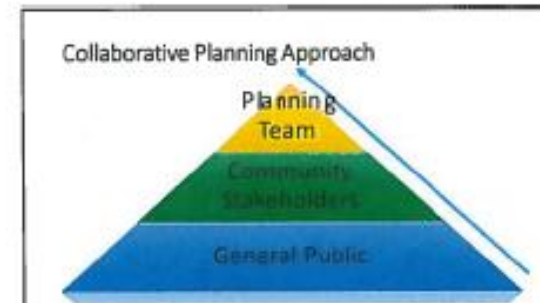 Collaborative Planning Approach
Planning
Team
Community
Stakeholders
General Public